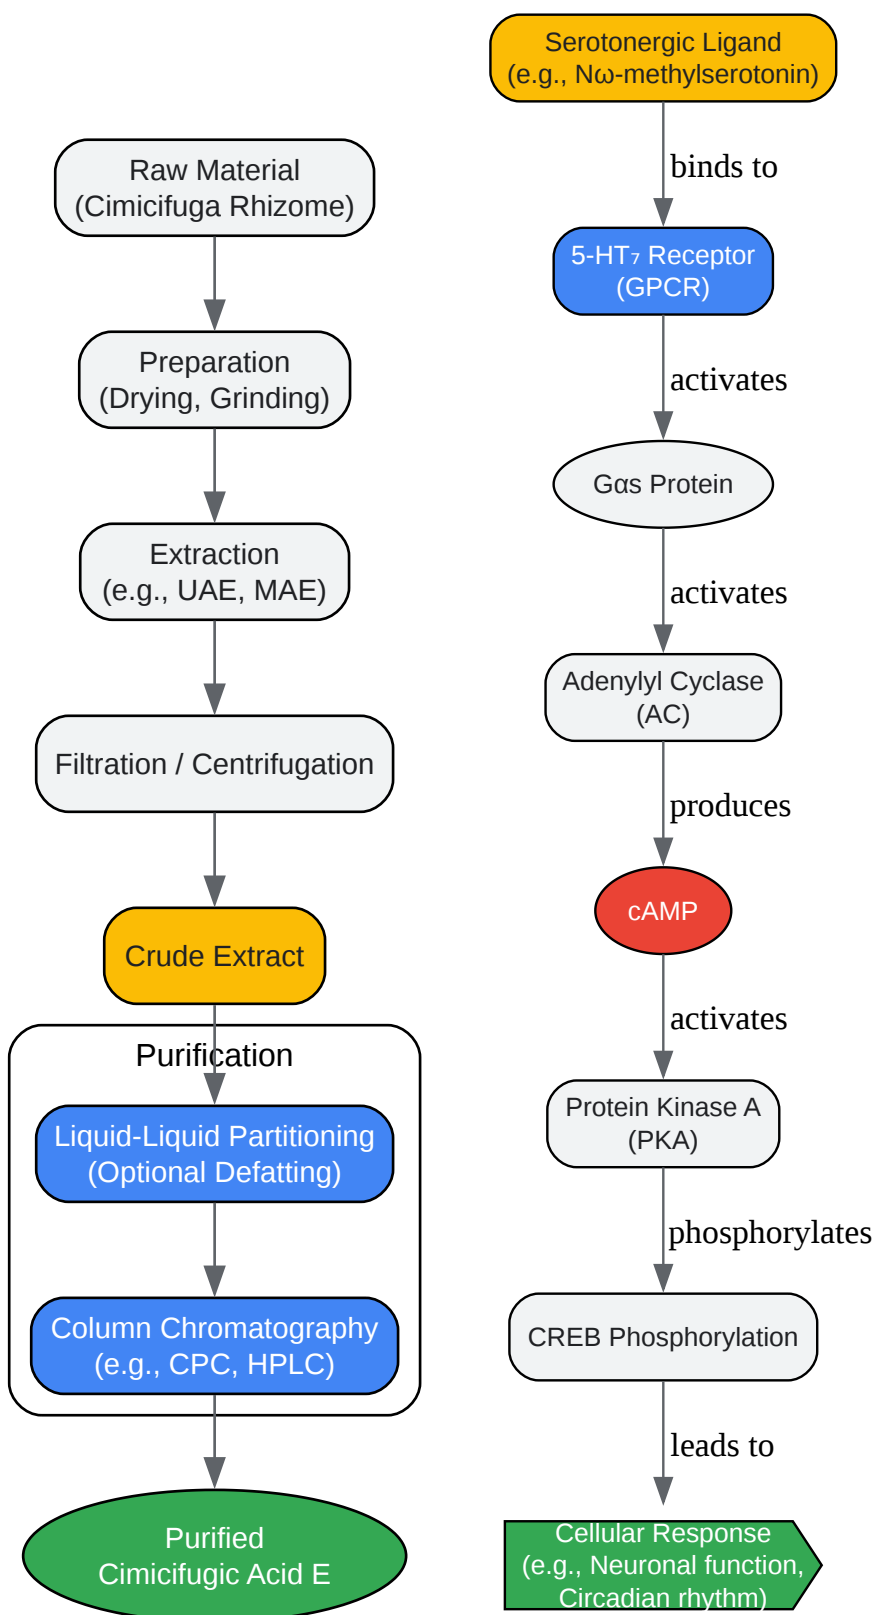 Raw Material
(Cimicifuga Rhizome)
Preparation
(Drying, Grinding)
Extraction
(e.g., UAE, MAE)
Filtration / Centrifugation
Crude Extract
Purification
Liquid-Liquid Partitioning
(Optional Defatting)
Column Chromatography
(e.g., CPC, HPLC)
Purified
Cimicifugic Acid E
Serotonergic Ligand
(e.g., Nω-methylserotonin)
binds to
5-HT₇ Receptor
(GPCR)
activates
Gαs Protein
activates
Adenylyl Cyclase
(AC)
produces
cAMP
activates
Protein Kinase A
(PKA)
phosphorylates
CREB Phosphorylation
leads to
Cellular Response
(e.g., Neuronal function,
Circadian rhythm)